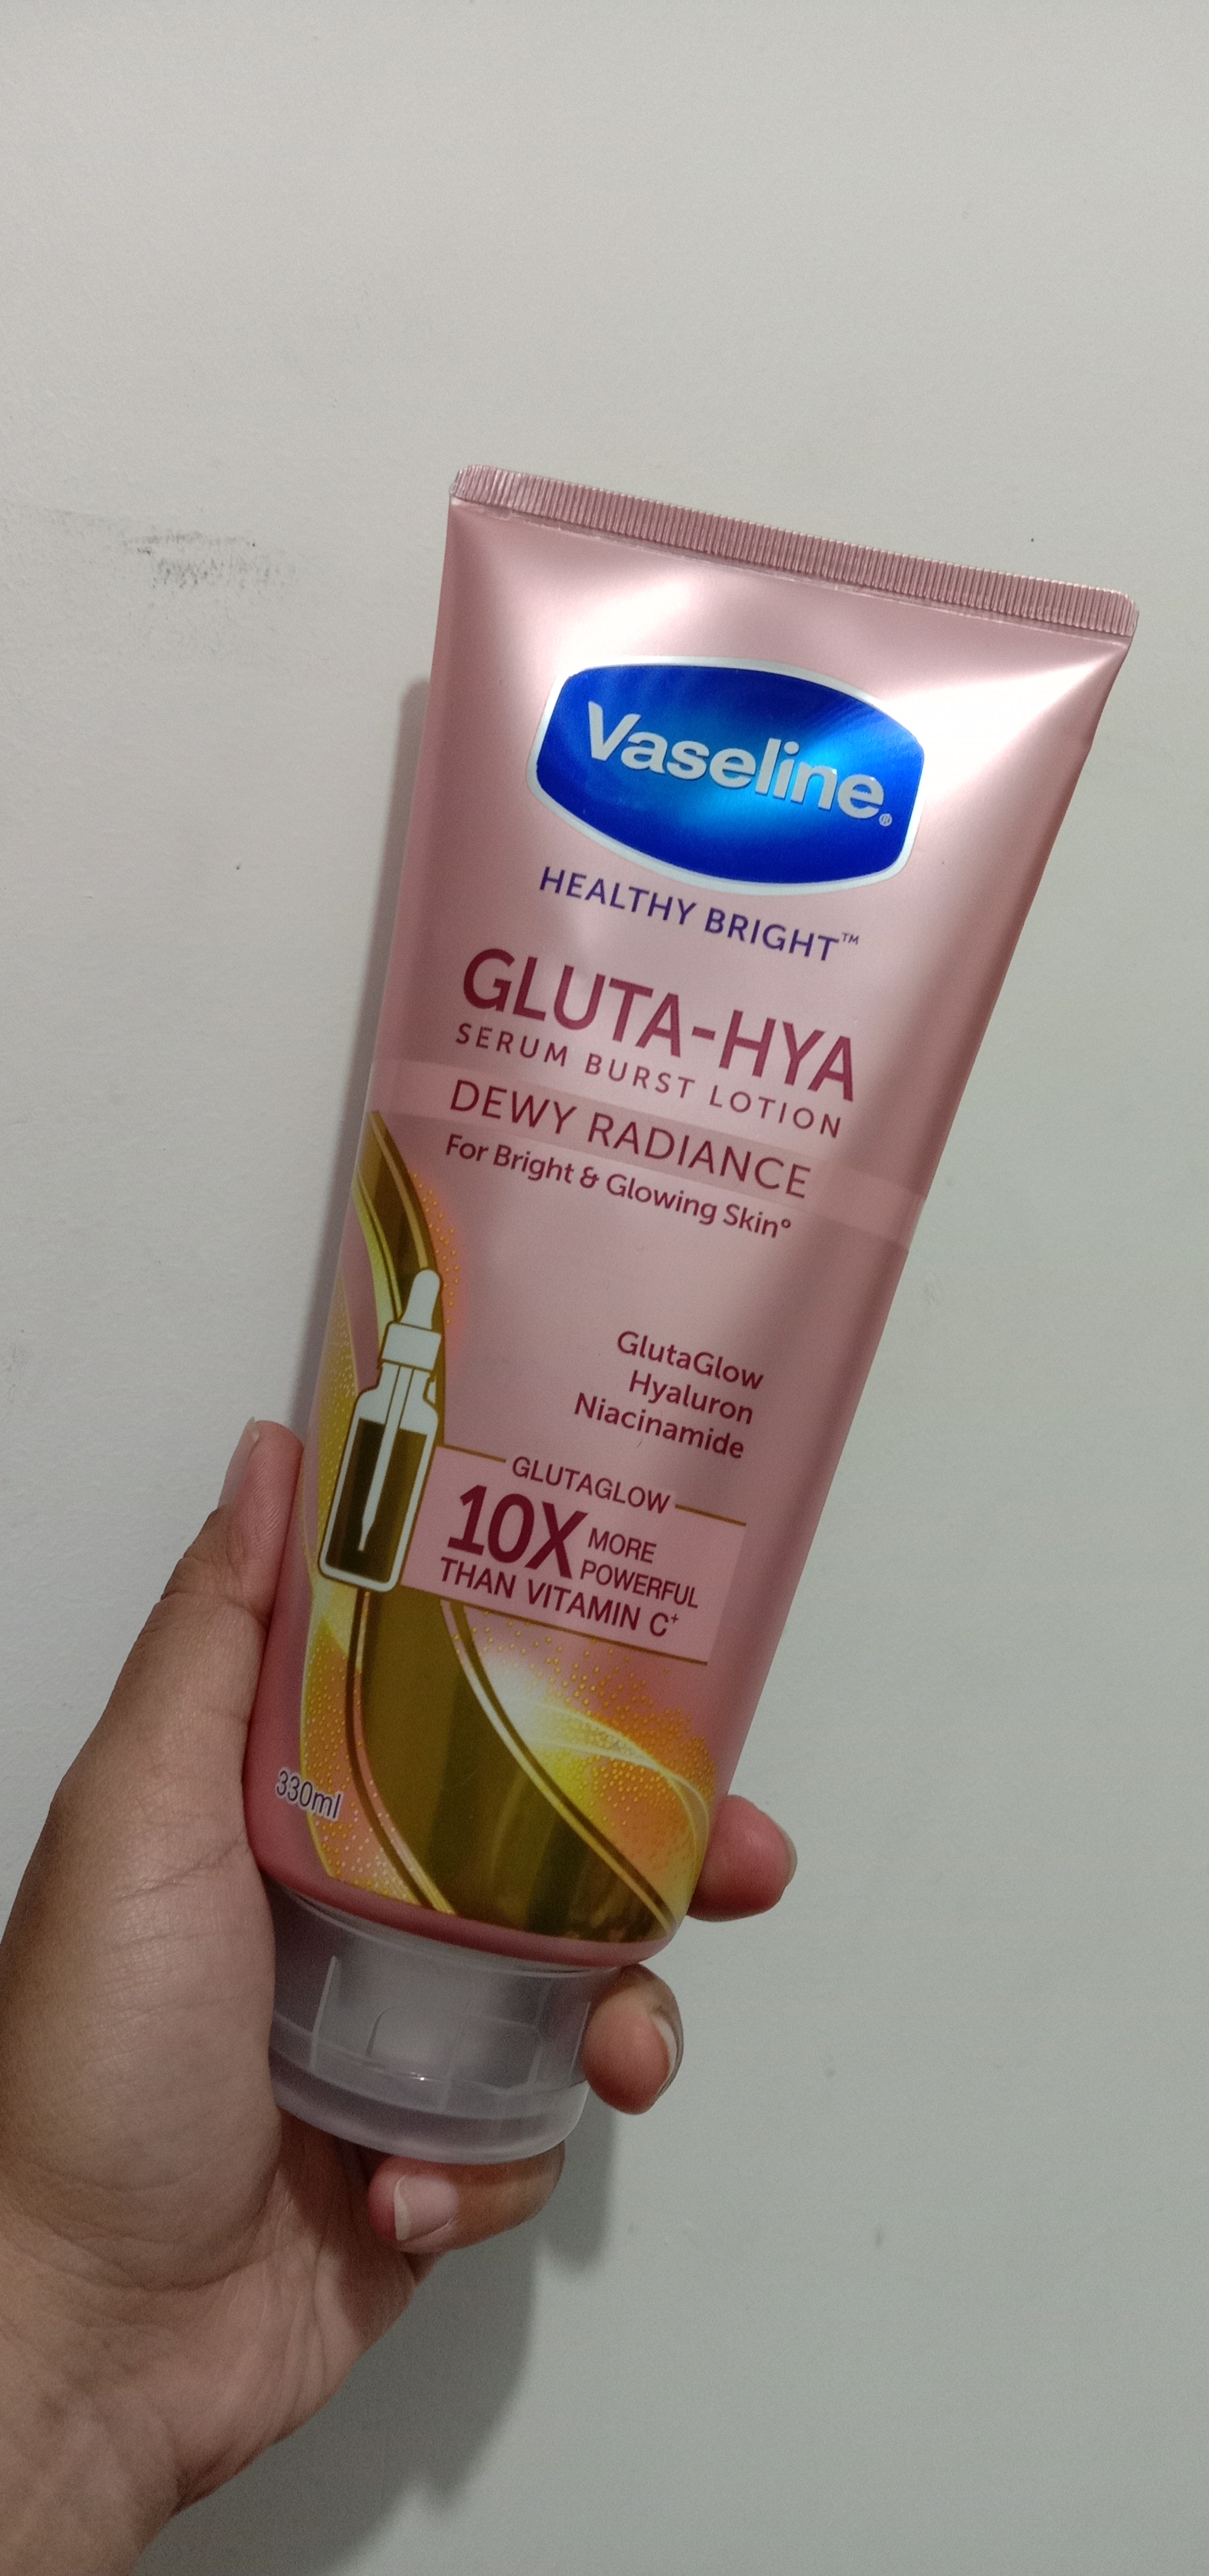 Vaseline®
HEALTHY BRIGHT™
GLUTA-HYA
SERUM BURST LOTION
DEWY RADIANCE
For Bright & Glowing Skin°
GlutaGlow
Hyaluron
Niacinamide
GLUTAGLOW
10X MORE
POWERFUL
THAN VITAMIN C⁺
330ml